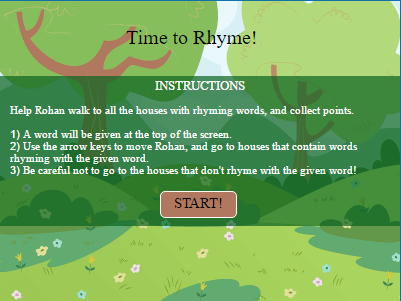 Time to Rhyme!
INSTRUCTIONS
Help Rohan walk to all the houses with rhyming words, and collect points.
1) A word will be given at the top of the screen.
2) Use the arrow keys to move Rohan, and go to houses that contain words
rhyming with the given word.
3) Be careful not to go to the houses that don't rhyme with the given word!
START!